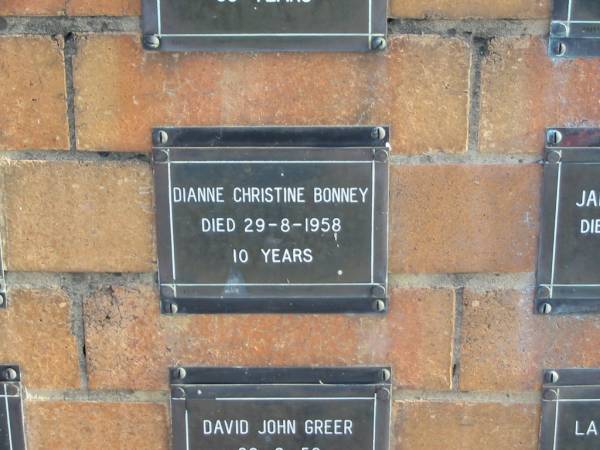 DIANNE CHRISTINE BONNEY
DIED 29-8-1958
10 YEARS
DAVID JOHN GREER